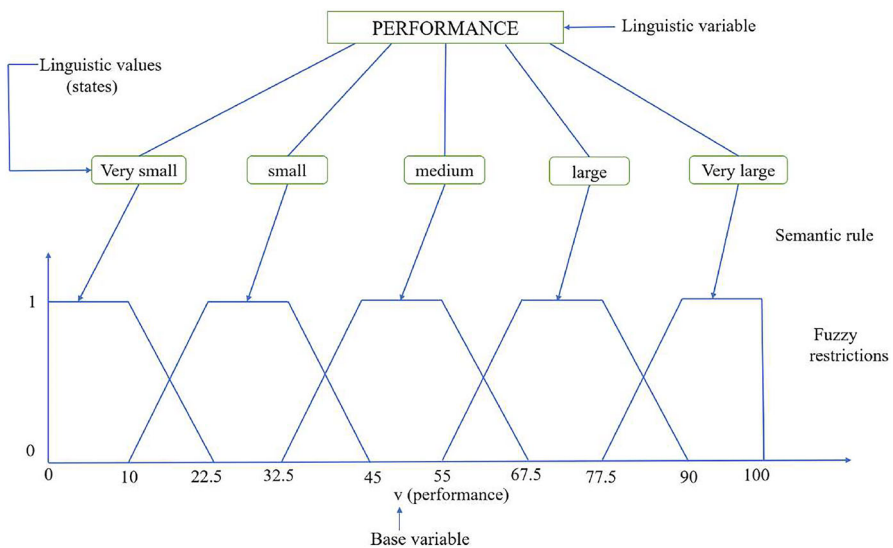 PERFORMANCE
Linguistic variable
Linguistic values
(states)
Very small
small
medium
large
Very large
Semantic rule
1
Fuzzy
restrictions
0
0 10 22.5 32.5 45 55 67.5 77.5 90 100
v (performance)
Base variable